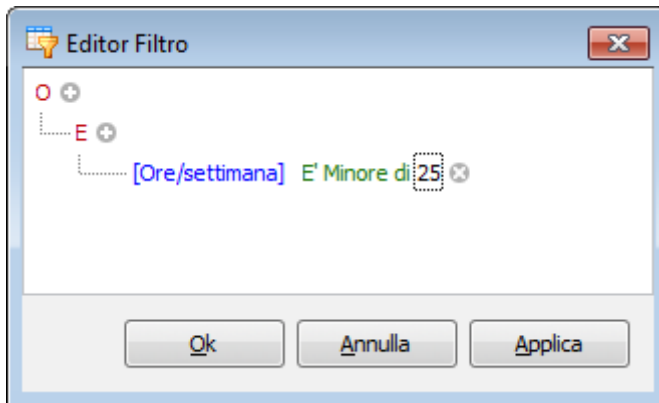 Editor Filtro
O
E
[Ore/settimana] E' Minore di 25
Ok Annulla Applica